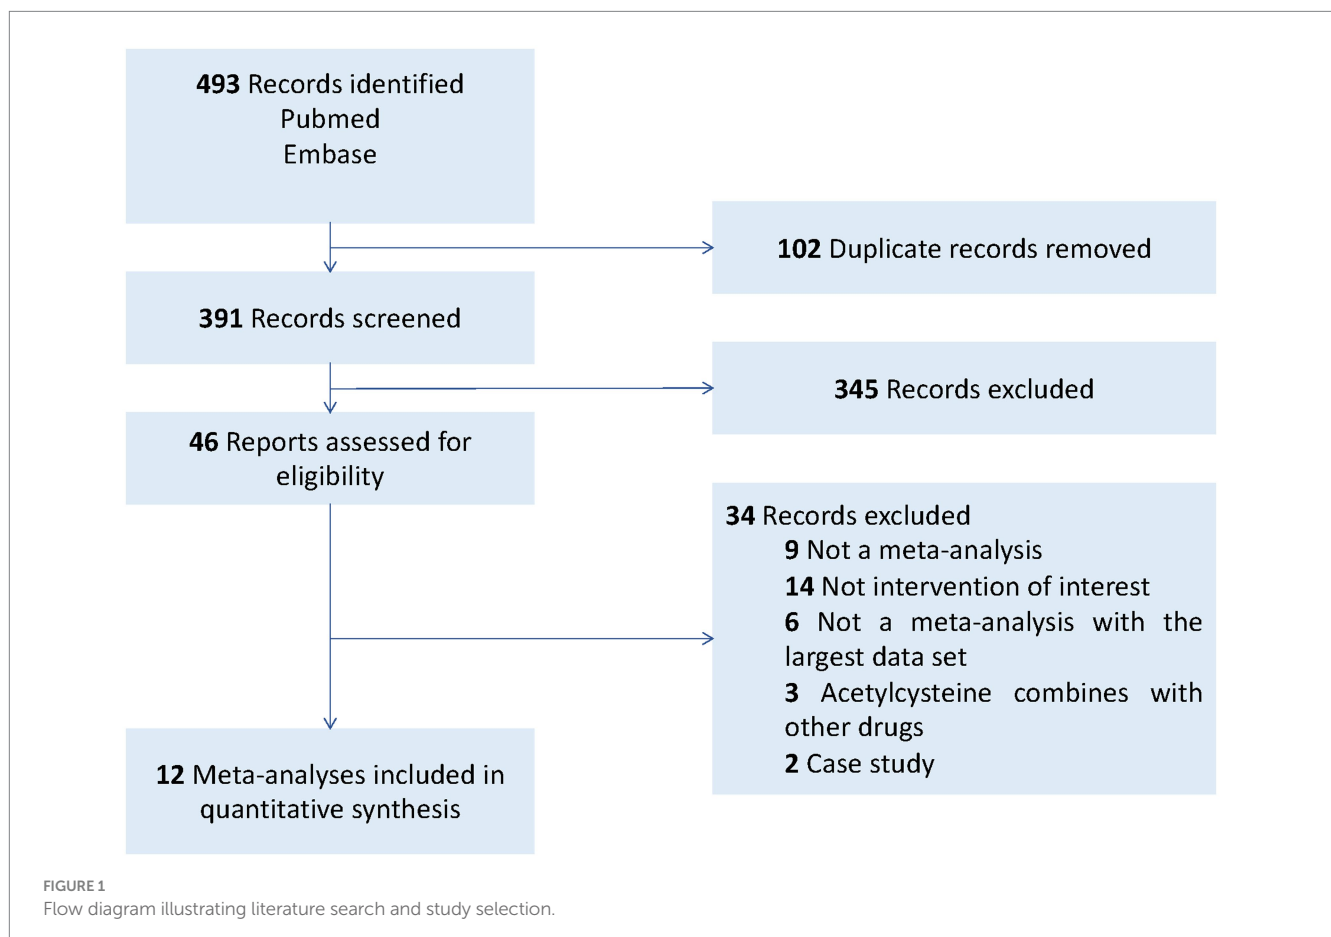 493 Records identified
Pubmed
Embase
102 Duplicate records removed
391 Records screened
345 Records excluded
46 Reports assessed for
eligibility
34 Records excluded
9 Not a meta-analysis
14 Not intervention of interest
6 Not a meta-analysis with the
largest data set
3 Acetylcysteine combines with
other drugs
2 Case study
12 Meta-analyses included in
quantitative synthesis
FIGURE 1
Flow diagram illustrating literature search and study selection.